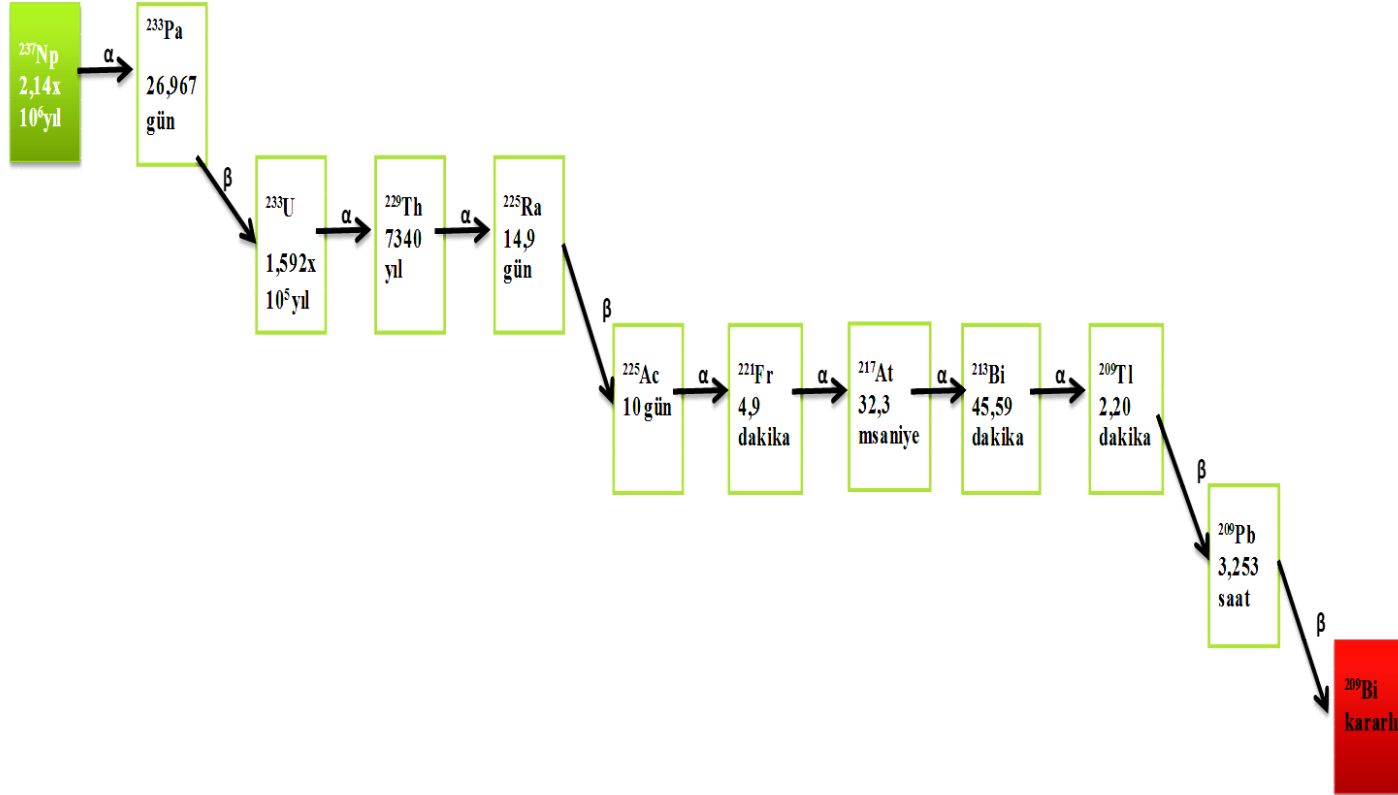 ²³⁷Np
2,14x
10⁶yıl
α
²³³Pa
26,967
gün
β
²³³U
1,592x
10⁵yıl
α
²²⁹Th
7340
yıl
α
²²⁵Ra
14,9
gün
β
²²⁵Ac
10 gün
α
²²¹Fr
4,9
dakika
α
²¹⁷At
32,3
msaniye
α
²¹³Bi
45,59
dakika
α
²⁰⁹Tl
2,20
dakika
β
²⁰⁹Pb
3,253
saat
β
²⁰⁹Bi
kararlı